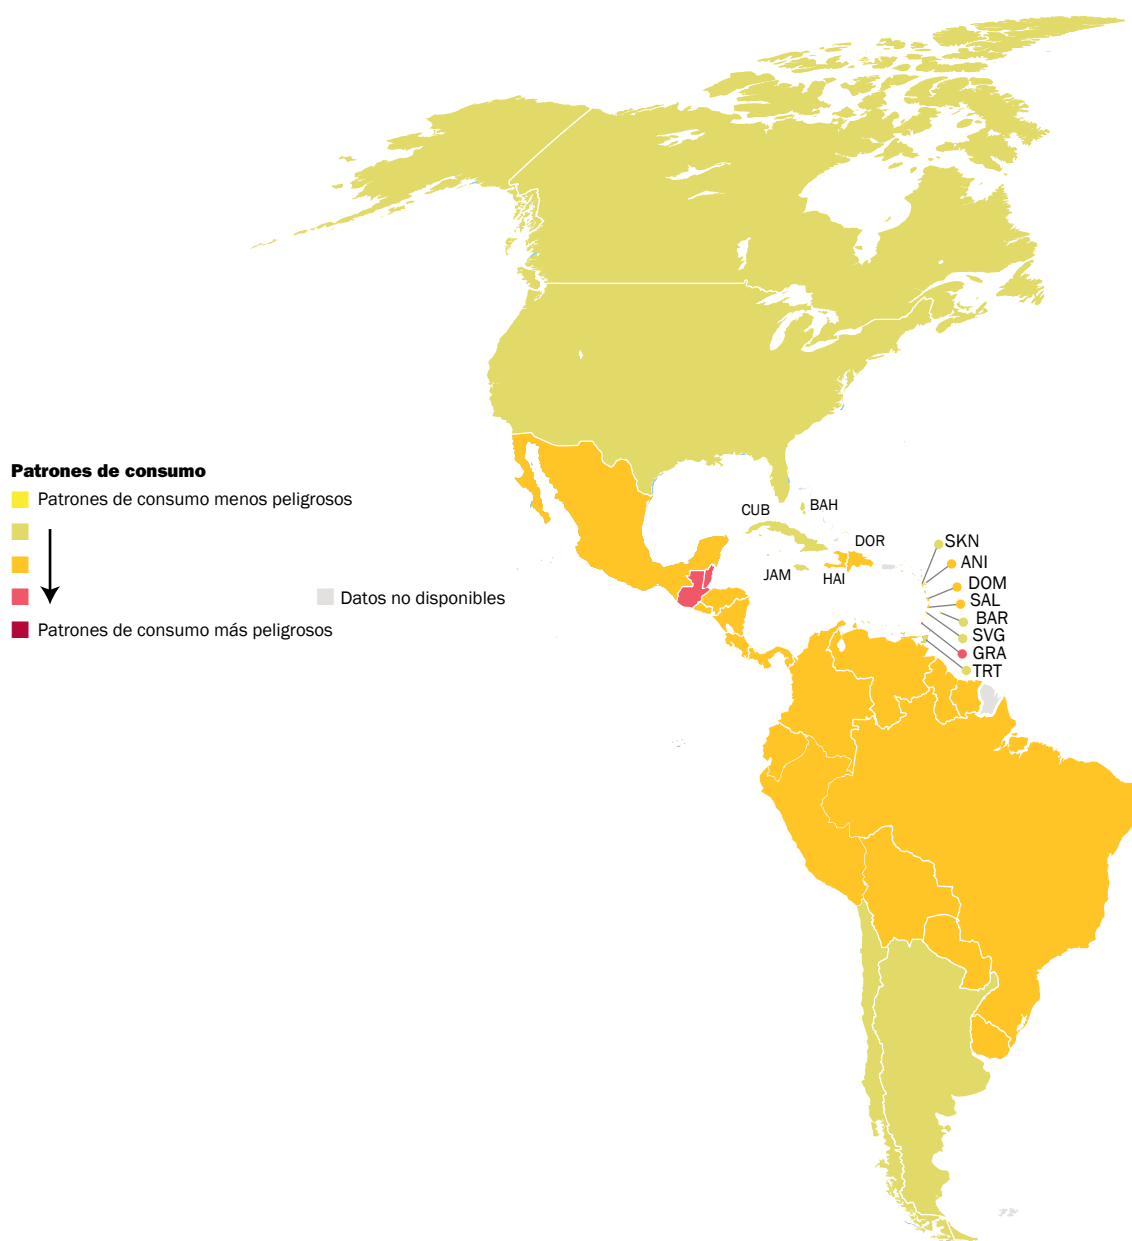 Patrones de consumo
Patrones de consumo menos peligrosos
Datos no disponibles
Patrones de consumo más peligrosos
CUB
BAH
DOR
JAM
HAI
SKN
ANI
DOM
SAL
BAR
SVG
GRA
TRT